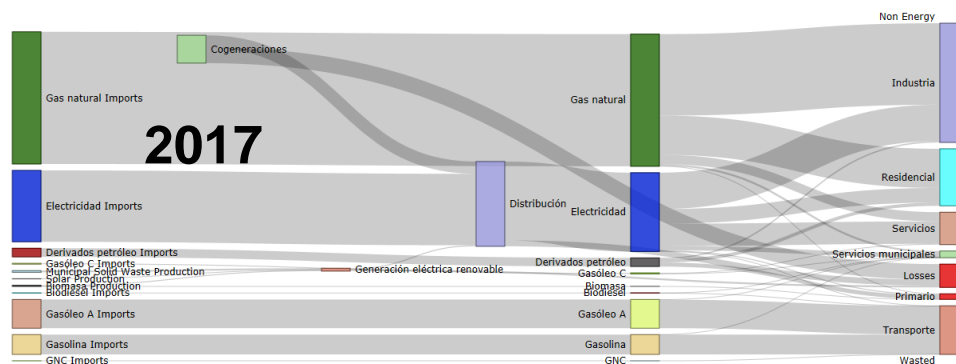 Non Energy
Cogeneraciones
Industria
Gas natural Imports
Gas natural
2017
Residencial
Electricidad Imports
Distribución
Electricidad
Servicios
Derivados petróleo Imports
Servicios municipales
Gasóleo C Imports
Derivados petróleo
Municipal Solid Waste Production
Generación eléctrica renovable
Gasóleo C
Losses
Solar Production
Biomasa Production
Biomasa
Biodiésel Imports
Biodiésel
Primario
Gasóleo A Imports
Gasóleo A
Transporte
Gasolina Imports
Gasolina
GNC Imports
GNC
Wasted